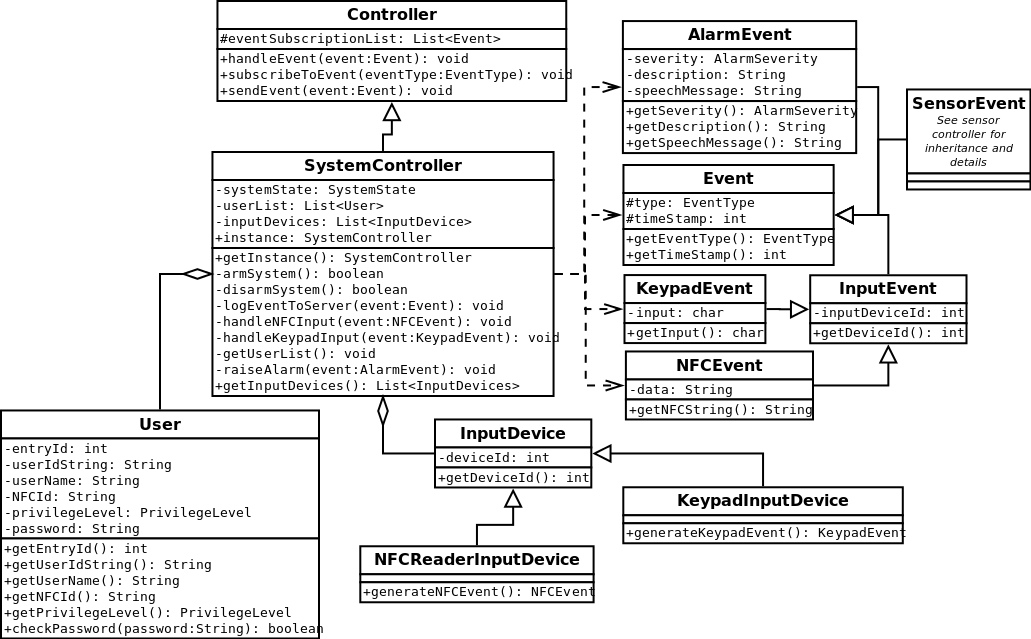 Controller
#eventSubscriptionList: List<Event>
+handleEvent(event:Event): void
+subscribeToEvent(eventType:EventType): void
+sendEvent(event:Event): void
AlarmEvent
-severity: AlarmSeverity
-description: String
-speechMessage: String
+getSeverity(): AlarmSeverity
+getDescription(): String
+getSpeechMessage(): String
SensorEvent
See sensor
controller for
inheritance and
details
SystemController
-systemState: SystemState
-userList: List<User>
-inputDevices: List<InputDevice>
+instance: SystemController
+getInstance(): SystemController
-armSystem(): boolean
-disarmSystem(): boolean
-logEventToServer(event:Event): void
-handleNFCInput(event:NFCEvent): void
-handleKeypadInput(event:KeypadEvent): void
-getUserList(): void
-raiseAlarm(event:AlarmEvent): void
+getInputDevices(): List<InputDevices>
Event
#type: EventType
#timeStamp: int
+getEventType(): EventType
+getTimeStamp(): int
KeypadEvent
-input: char
+getInput(): char
InputEvent
-inputDeviceId: int
+getDeviceId(): int
NFCEvent
-data: String
+getNFCString(): String
User
-entryId: int
-userIdString: String
-userName: String
-NFCId: String
-privilegeLevel: PrivilegeLevel
-password: String
+getEntryId(): int
+getUserIdString(): String
+getUserName(): String
+getNFCId(): String
+getPrivilegeLevel(): PrivilegeLevel
+checkPassword(password:String): boolean
InputDevice
-deviceId: int
+getDeviceId(): int
KeypadInputDevice
+generateKeypadEvent(): KeypadEvent
NFCReaderInputDevice
+generateNFCEvent(): NFCEvent